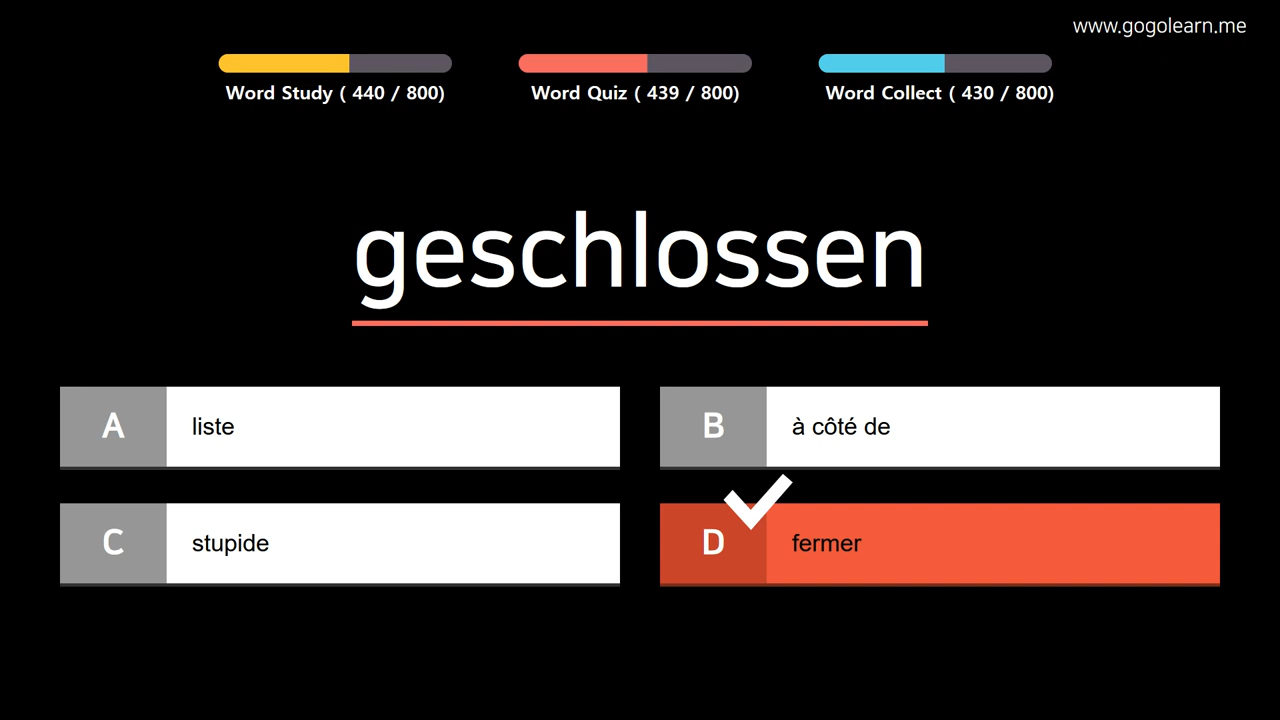 www.gogolearn.me
Word Study ( 440 / 800)
Word Quiz ( 439 / 800)
Word Collect ( 430 / 800)
geschlossen
A liste
B à côté de
C stupide
D fermer